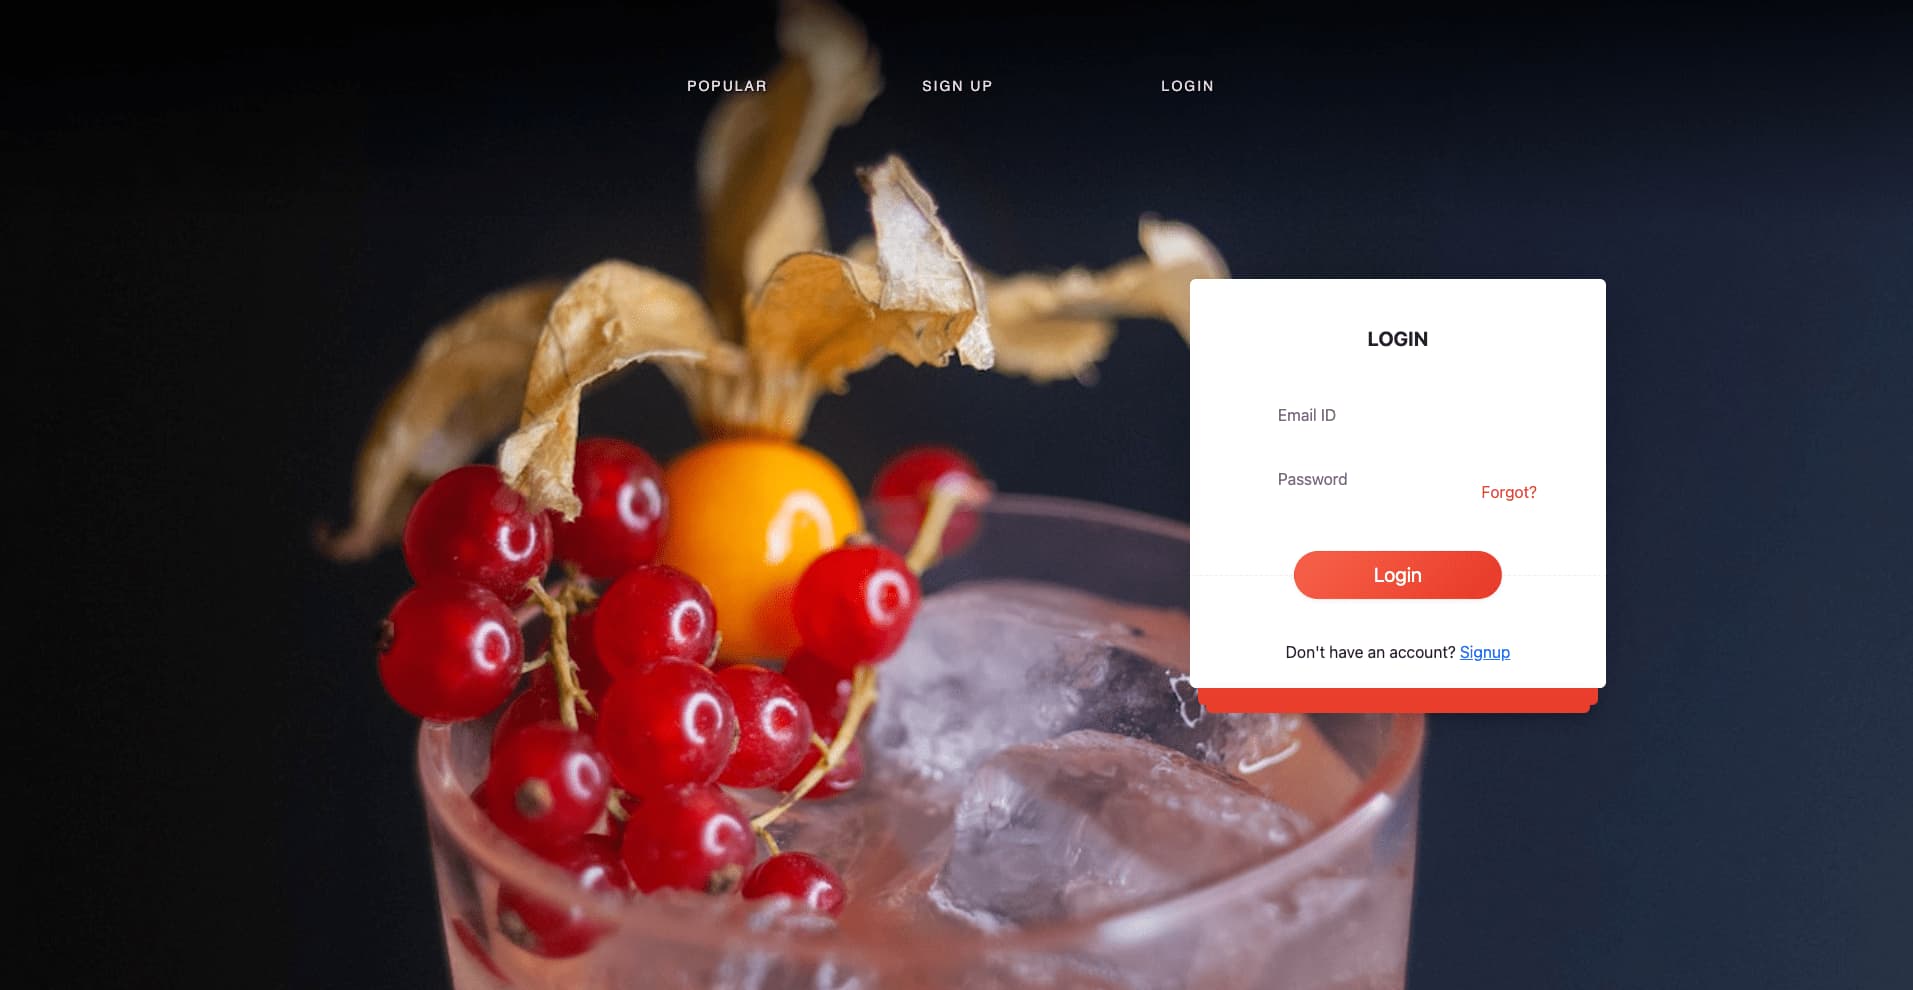 POPULAR SIGN UP LOGIN
LOGIN
Email ID
Password
Forgot?
Login
Don't have an account? Signup